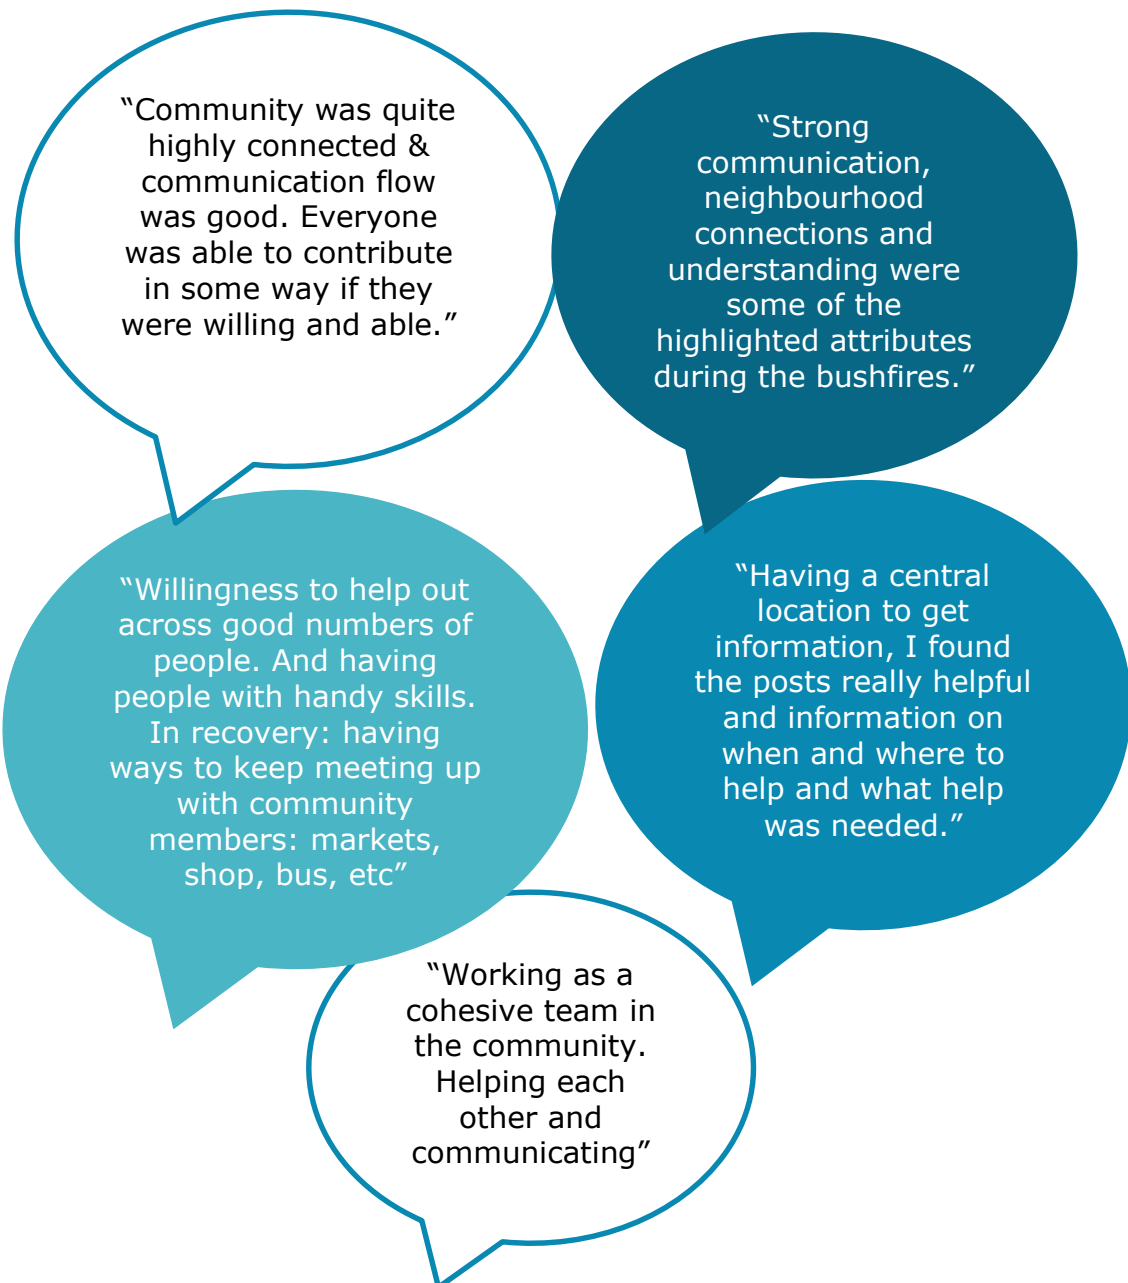 “Community was quite
highly connected &
communication flow
was good. Everyone
was able to contribute
in some way if they
were willing and able.”
“Strong
communication,
neighbourhood
connections and
understanding were
some of the
highlighted attributes
during the bushfires.”
“Willingness to help out
across good numbers of
people. And having
people with handy skills.
In recovery: having
ways to keep meeting up
with community
members: markets,
shop, bus, etc”
“Having a central
location to get
information, I found
the posts really helpful
and information on
when and where to
help and what help
was needed.”
“Working as a
cohesive team in
the community.
Helping each
other and
communicating”